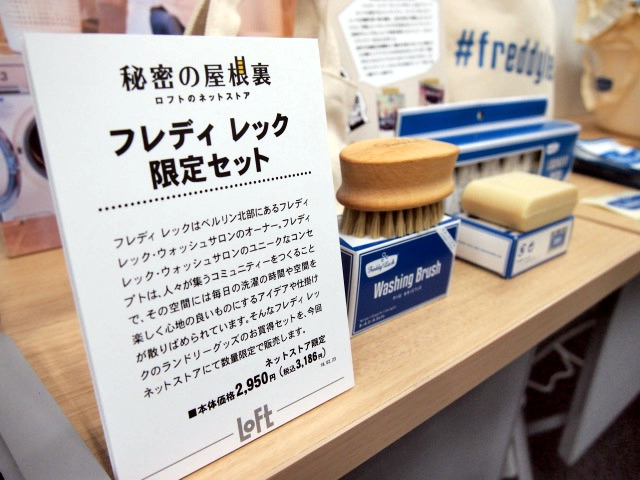 秘密の屋根裏
ロフトのネットストア
フレディ レック
限定セット
フレディ レックはベルリン北部にあるフレディ
レック・ウォッシュサロンのオーナー。フレディ
レック・ウォッシュサロンのユニークなコンセ
プトは、人々が集うコミュニティーをつくること
で、その空間には毎日の洗濯の時間や空間を
楽しく心地の良いものにするアイデアや仕掛け
が散りばめられています。そんなフレディ レッ
クのランドリーグッズのお買得セットを、今回
ネットストアにて数量限定で販売します。
ネットストア限定
■本体価格2,950円（税込3,186円）
LOFT
#freddyle
Washing Brush
PIG BRISTLE